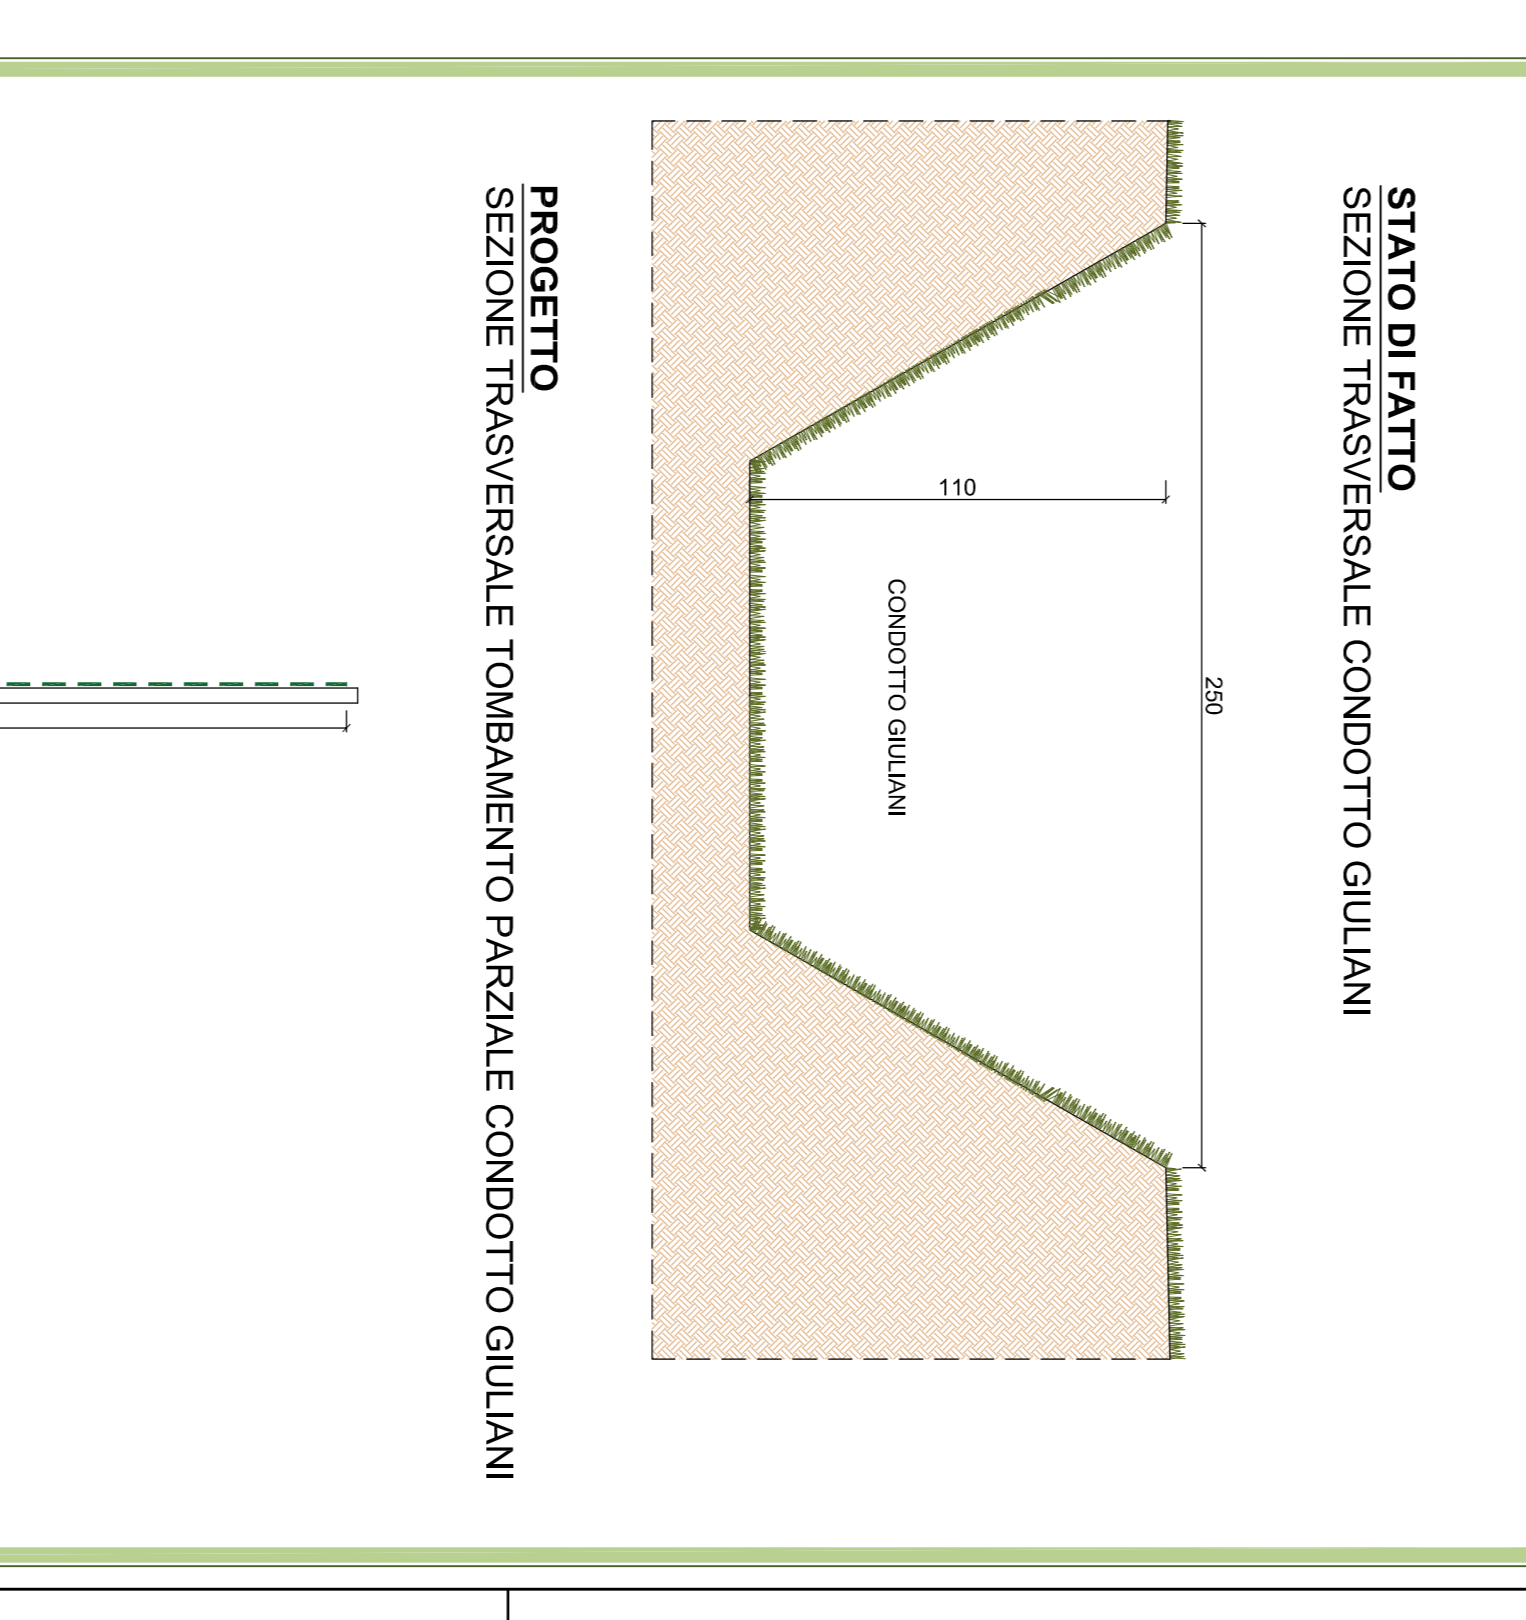 STATO DI FATTO
SEZIONE TRASVERSALE CONDOTTO GIULIANI
250
110
CONDOTTO GIULIANI
PROGETTO
SEZIONE TRASVERSALE TOMBAMENTO PARZIALE CONDOTTO GIULIANI